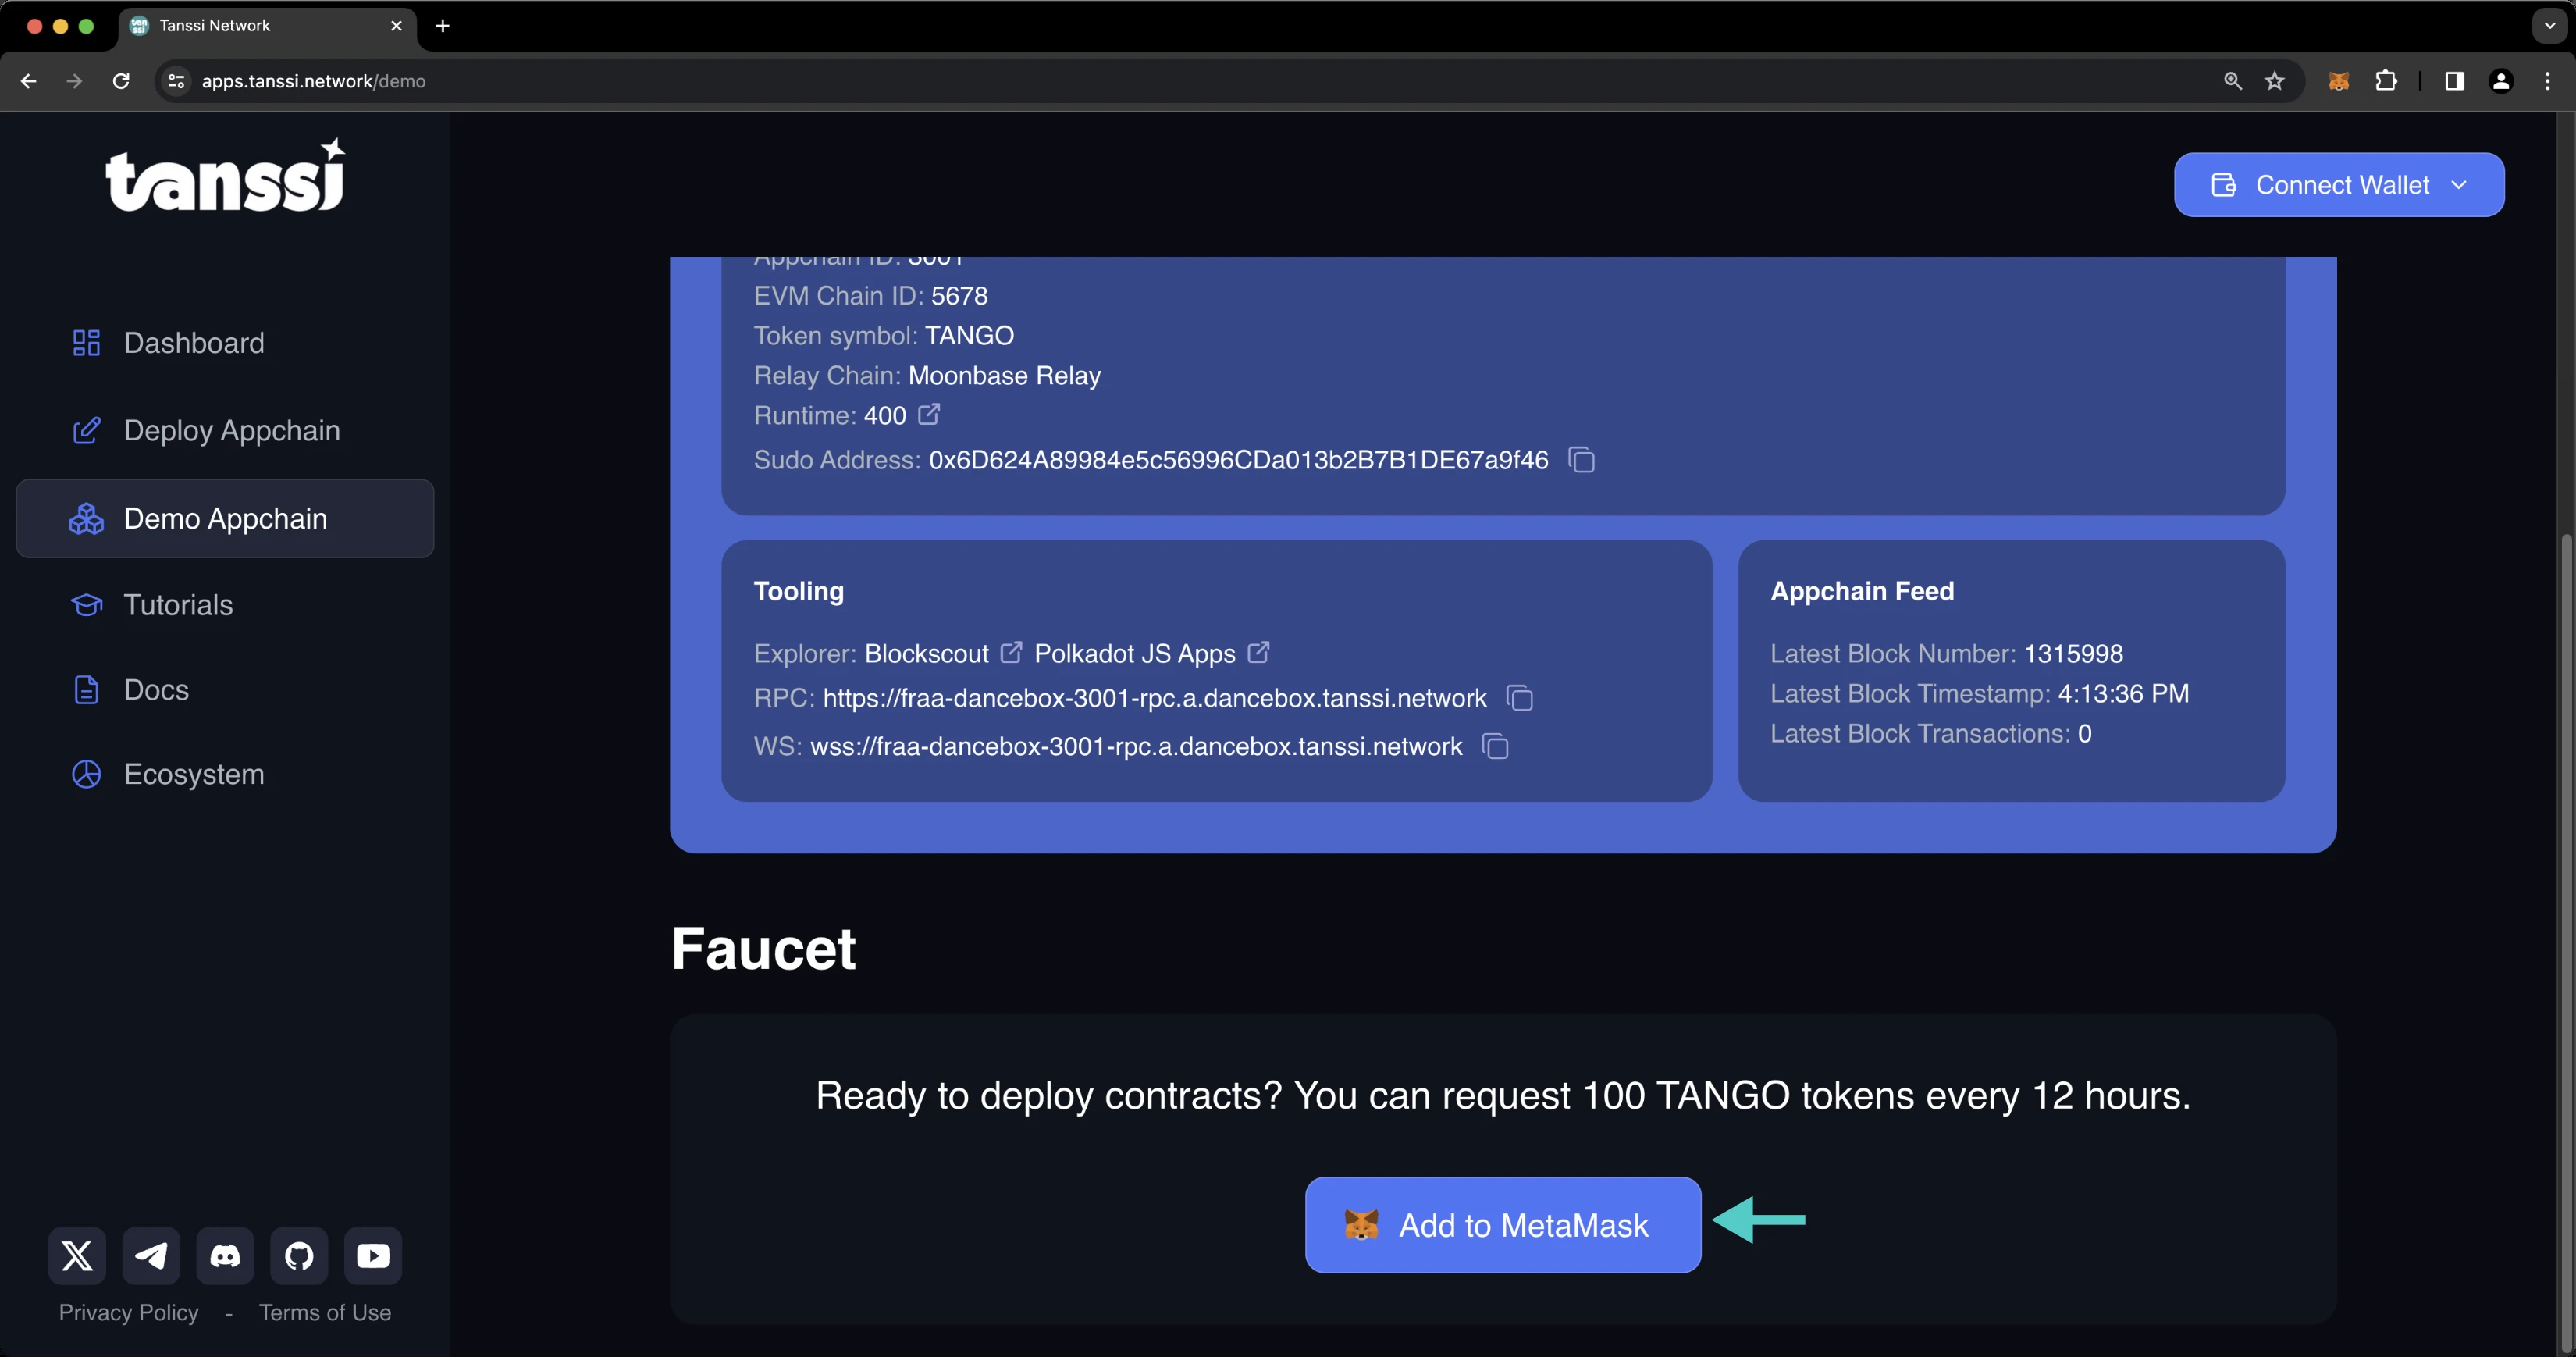 Tanssi Network
apps.tanssi.network/demo
tanssi
Connect Wallet
Dashboard
Deploy Appchain
Demo Appchain
Tutorials
Docs
Ecosystem
Privacy Policy - Terms of Use
Appchain ID: 3001
EVM Chain ID: 5678
Token symbol: TANGO
Relay Chain: Moonbase Relay
Runtime: 400
Sudo Address: 0x6D624A89984e5c56996CDa013b2B7B1DE67a9f46
Tooling
Explorer: Blockscout Polkadot JS Apps
RPC: https://fraa-dancebox-3001-rpc.a.dancebox.tanssi.network
WS: wss://fraa-dancebox-3001-rpc.a.dancebox.tanssi.network
Appchain Feed
Latest Block Number: 1315998
Latest Block Timestamp: 4:13:36 PM
Latest Block Transactions: 0
Faucet
Ready to deploy contracts? You can request 100 TANGO tokens every 12 hours.
Add to MetaMask